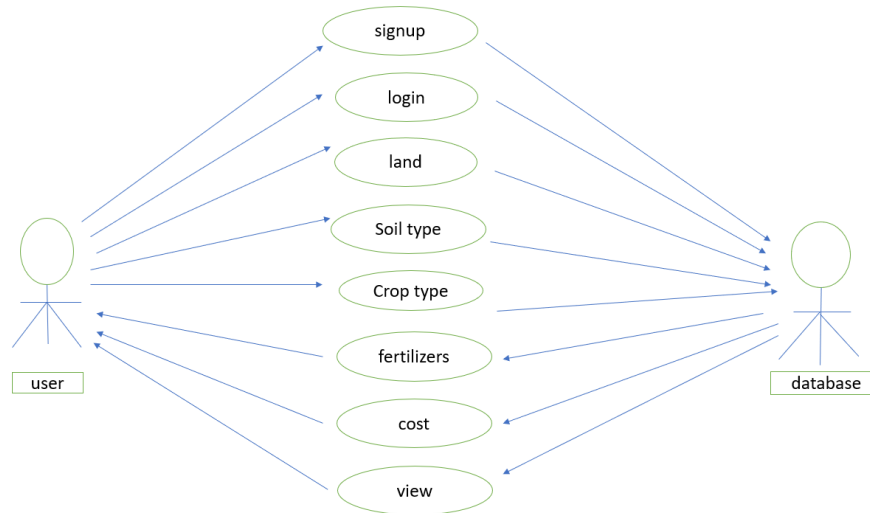 signup
login
land
Soil type
Crop type
fertilizers
cost
view
user
database